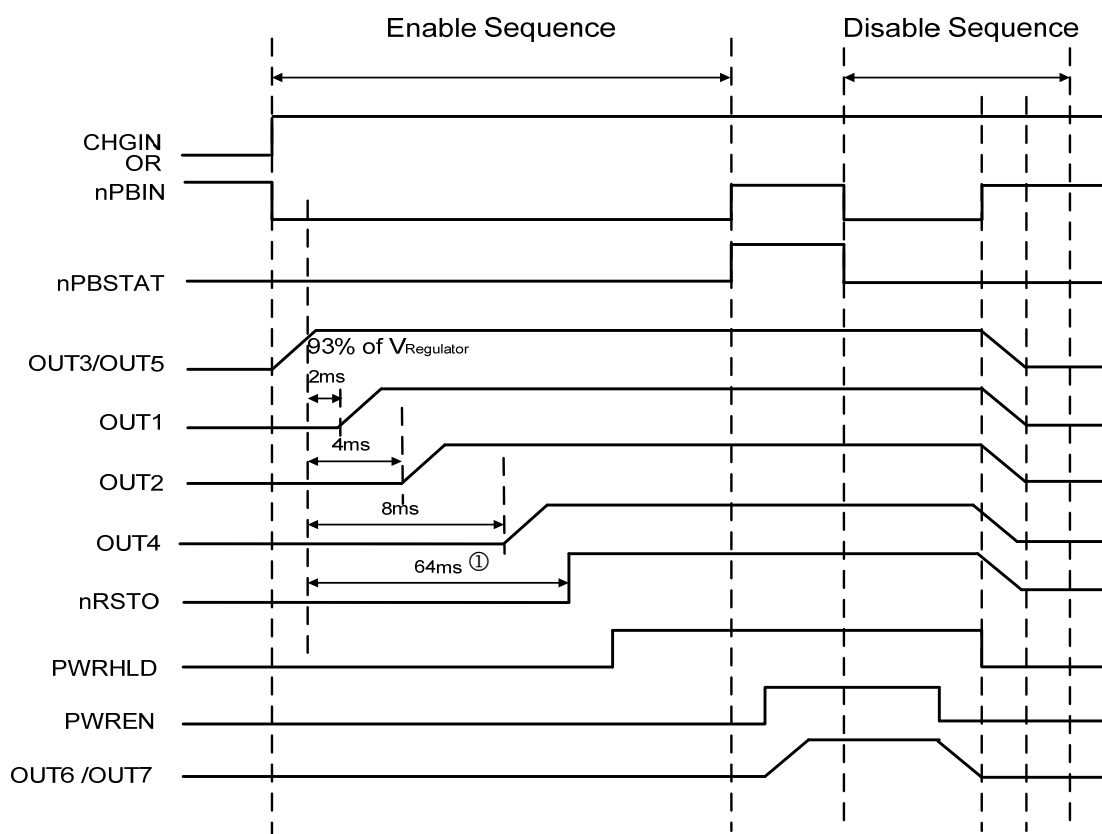 Enable Sequence
Disable Sequence
CHGIN
OR
nPBIN
nPBSTAT
93% of VRegulator
OUT3/OUT5
2ms
OUT1
4ms
OUT2
8ms
OUT4
64ms ①
nRSTO
PWRHLD
PWREN
OUT6 /OUT7